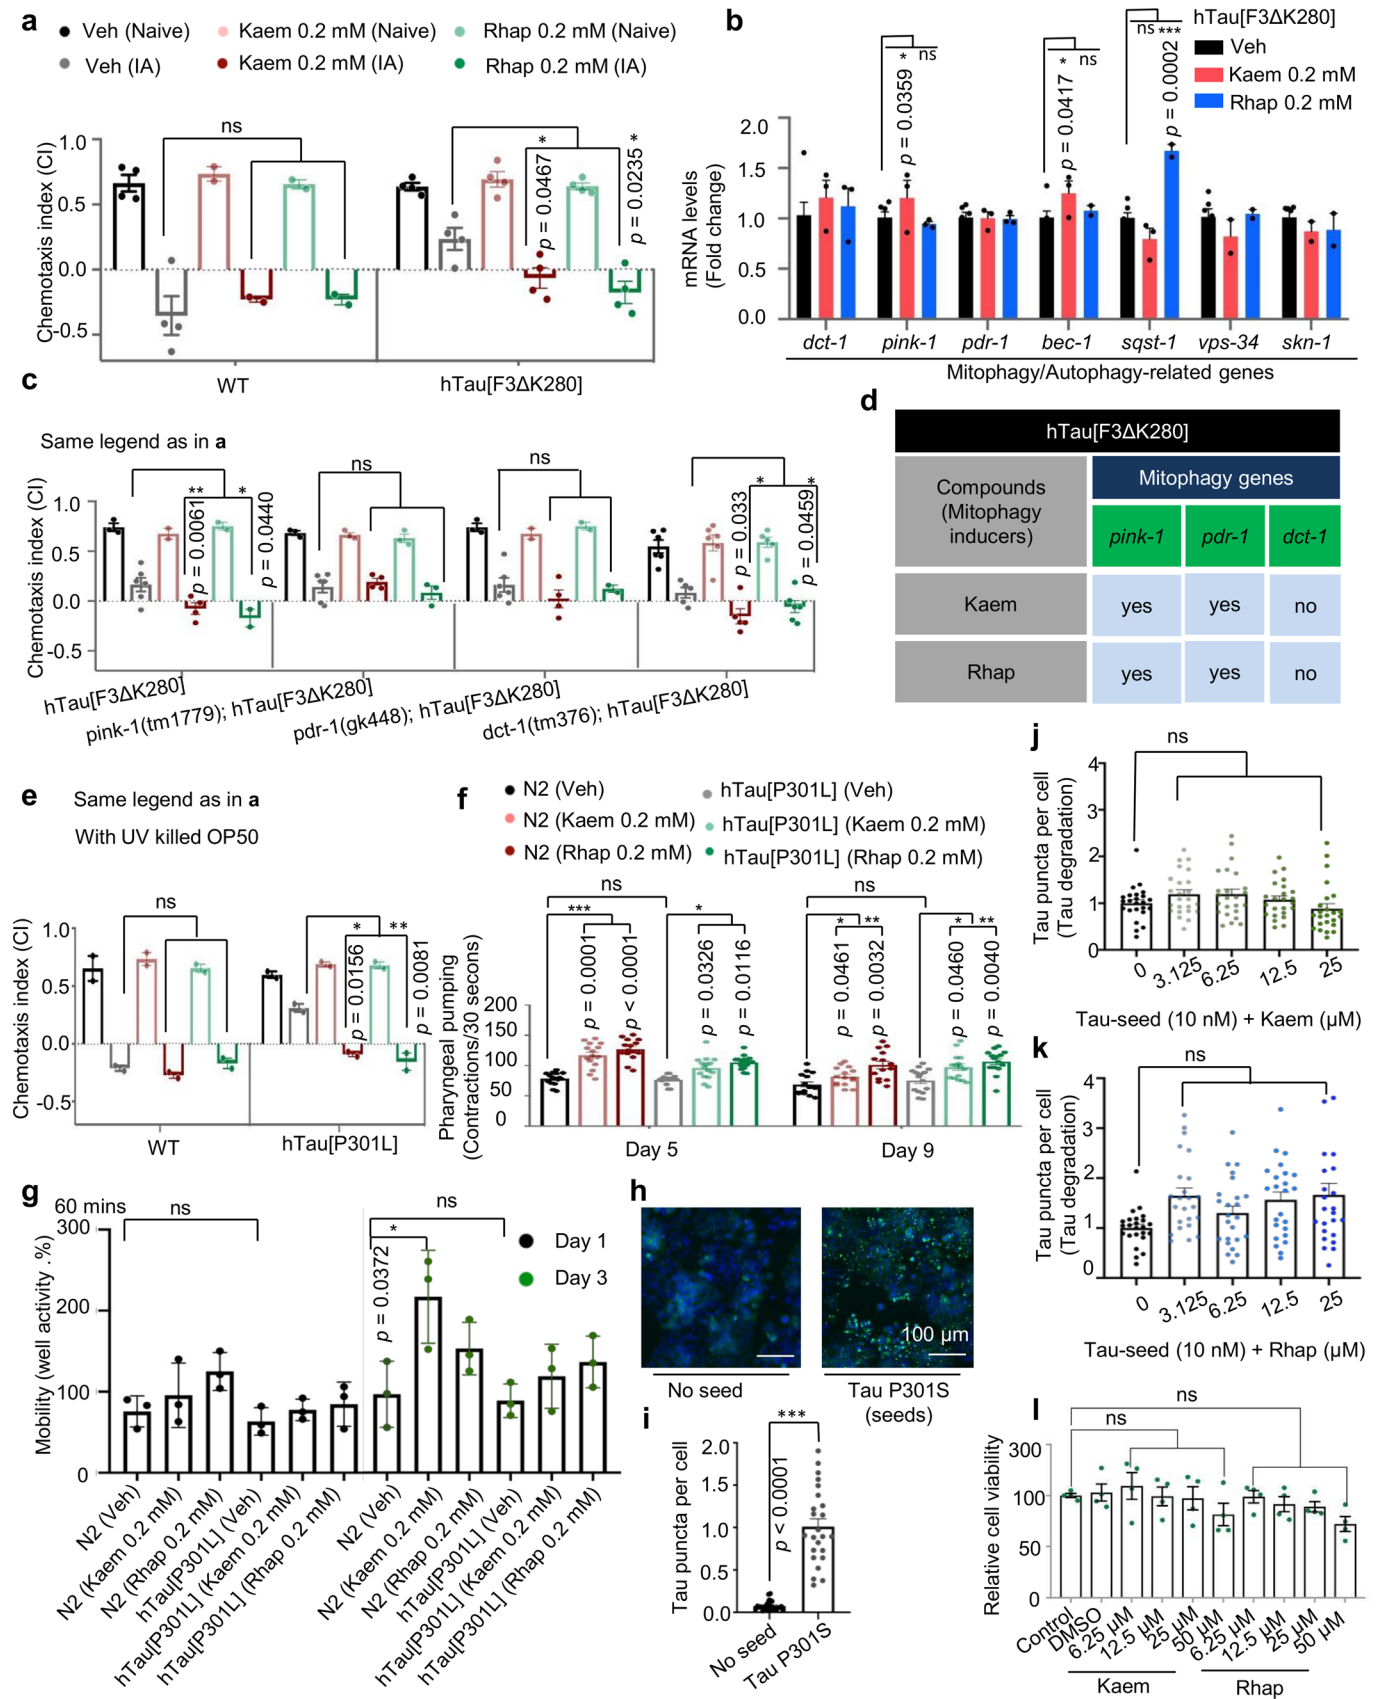 a
Veh (Naive)
Kaem 0.2 mM (Naive)
Rhap 0.2 mM (Naive)
Veh (IA)
Kaem 0.2 mM (IA)
Rhap 0.2 mM (IA)
Chemotaxis index (CI)
1.0
0.5
0.0
-0.5
ns
*
p = 0.0467
*
p = 0.0235
WT
hTau[F3ΔK280]
b
hTau[F3ΔK280]
Veh
Kaem 0.2 mM
Rhap 0.2 mM
mRNA levels
(Fold change)
2.0
1.5
1.0
0.5
0.0
*
ns
p = 0.0359
*
ns
p = 0.0417
ns
***
p = 0.0002
dct-1
pink-1
pdr-1
bec-1
sqst-1
vps-34
skn-1
Mitophagy/Autophagy-related genes
c
Same legend as in a
Chemotaxis index (CI)
1.0
0.5
0.0
-0.5
**
p = 0.0061
*
p = 0.0440
ns
ns
*
p = 0.033
*
p = 0.0459
hTau[F3ΔK280]
pink-1(tm1779); hTau[F3ΔK280]
pdr-1(gk448); hTau[F3ΔK280]
dct-1(tm376); hTau[F3ΔK280]
d
hTau[F3ΔK280]
Compounds
(Mitophagy
inducers)
Mitophagy genes
pink-1
pdr-1
dct-1
Kaem
yes
yes
no
Rhap
yes
yes
no
e
Same legend as in a
With UV killed OP50
Chemotaxis index (CI)
1.0
0.5
0.0
-0.5
ns
*
p = 0.0156
**
p = 0.0081
WT
hTau[P301L]
f
N2 (Veh)
N2 (Kaem 0.2 mM)
N2 (Rhap 0.2 mM)
hTau[P301L] (Veh)
hTau[P301L] (Kaem 0.2 mM)
hTau[P301L] (Rhap 0.2 mM)
Pharyngeal pumping
(Contractions/30 secons)
200
150
100
50
0
ns
***
p = 0.0001
p < 0.0001
*
p = 0.0326
p = 0.0116
ns
*
p = 0.0461
**
p = 0.0032
*
p = 0.0460
**
p = 0.0040
Day 5
Day 9
g
60 mins
Mobility (well activity .%)
300
200
100
0
ns
ns
*
p = 0.0372
Day 1
Day 3
N2 (Veh)
N2 (Kaem 0.2 mM)
N2 (Rhap 0.2 mM)
hTau[P301L] (Veh)
hTau[P301L] (Kaem 0.2 mM)
hTau[P301L] (Rhap 0.2 mM)
N2 (Veh)
N2 (Kaem 0.2 mM)
N2 (Rhap 0.2 mM)
hTau[P301L] (Veh)
hTau[P301L] (Kaem 0.2 mM)
hTau[P301L] (Rhap 0.2 mM)
h
100 μm
No seed
Tau P301S
(seeds)
i
Tau puncta per cell
2.0
1.5
1.0
0.5
0.0
***
p < 0.0001
No seed
Tau P301S
j
Tau puncta per cell
(Tau degradation)
4
3
2
1
0
ns
0
3.125
6.25
12.5
25
Tau-seed (10 nM) + Kaem (μM)
k
Tau puncta per cell
(Tau degradation)
4
3
2
1
0
ns
0
3.125
6.25
12.5
25
Tau-seed (10 nM) + Rhap (μM)
l
Relative cell viability
300
100
50
0
ns
ns
Control
DMSO
6.25 μM
12.5 μM
25 μM
50 μM
6.25 μM
12.5 μM
25 μM
50 μM
Kaem
Rhap